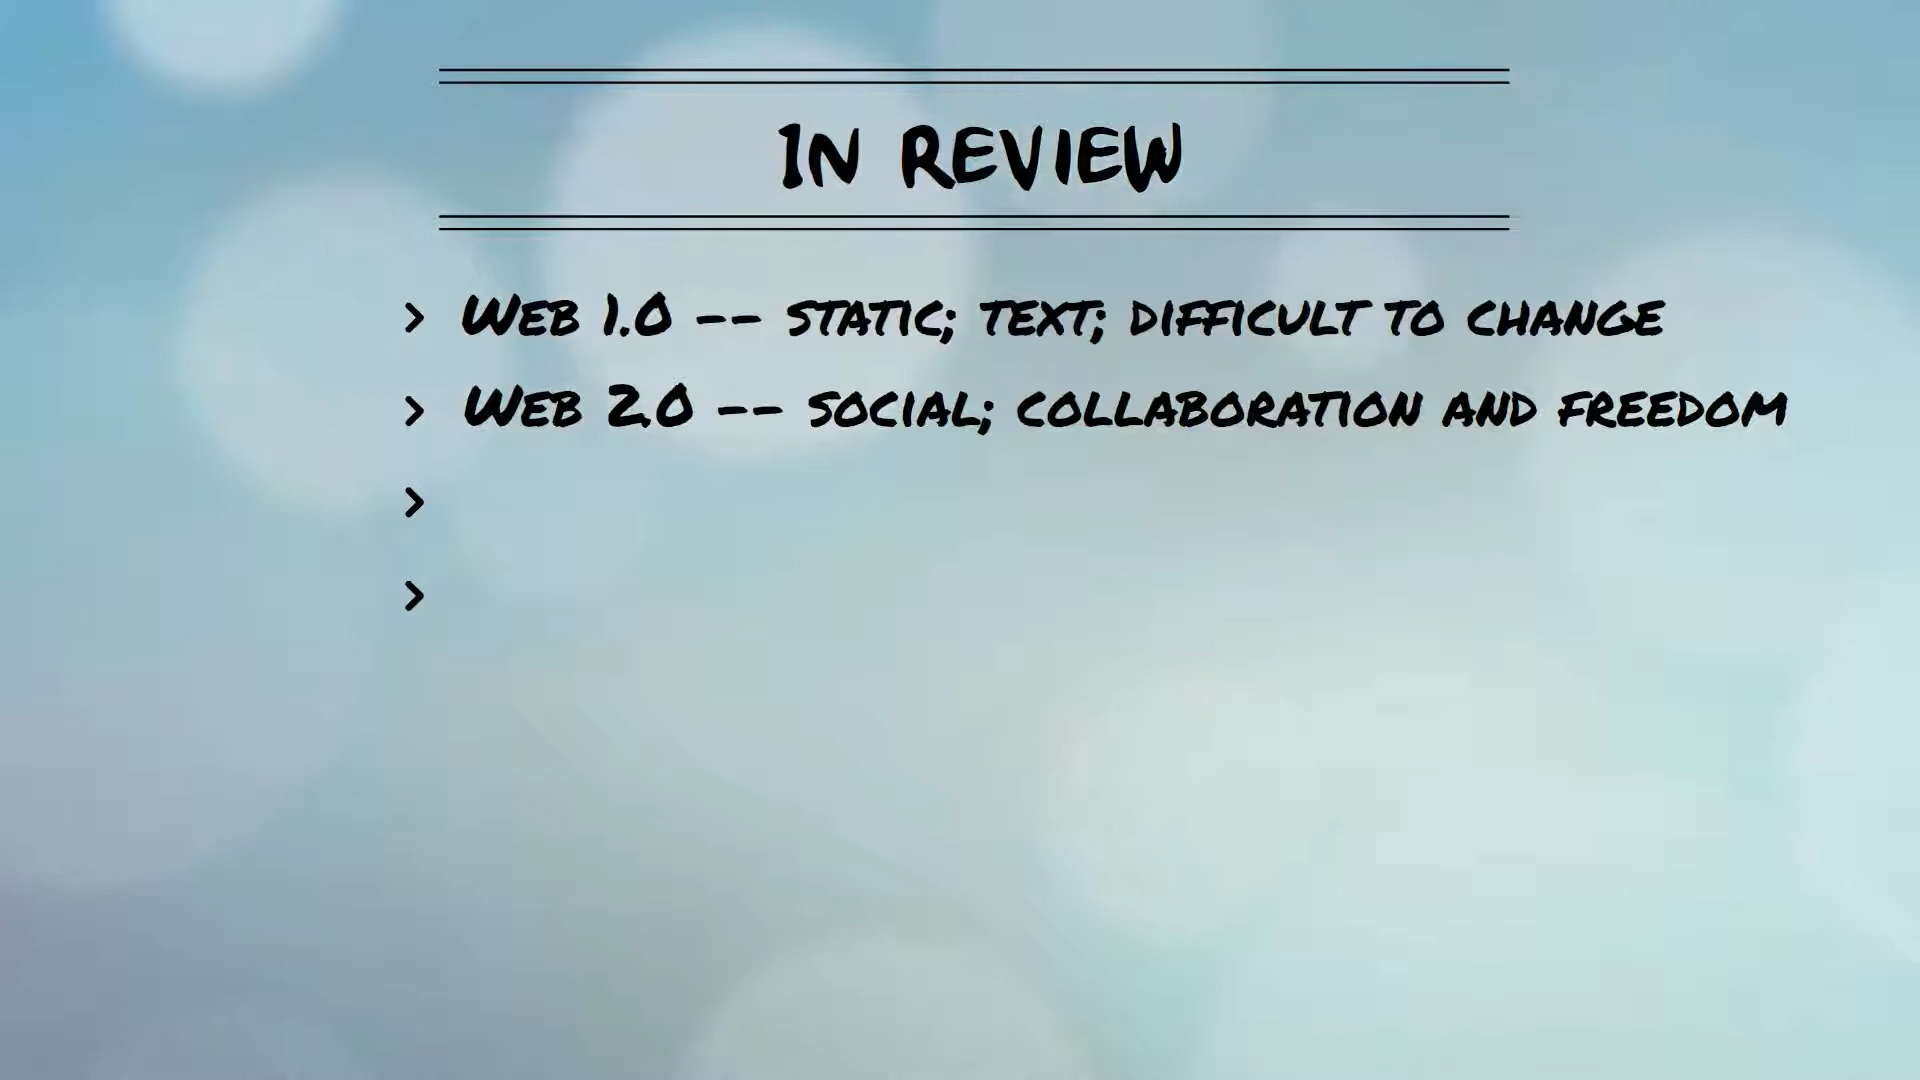 IN REVIEW
> WEB 1.0 -- STATIC; TEXT; DIFFICULT TO CHANGE
> WEB 2.0 -- SOCIAL; COLLABORATION AND FREEDOM
>
>